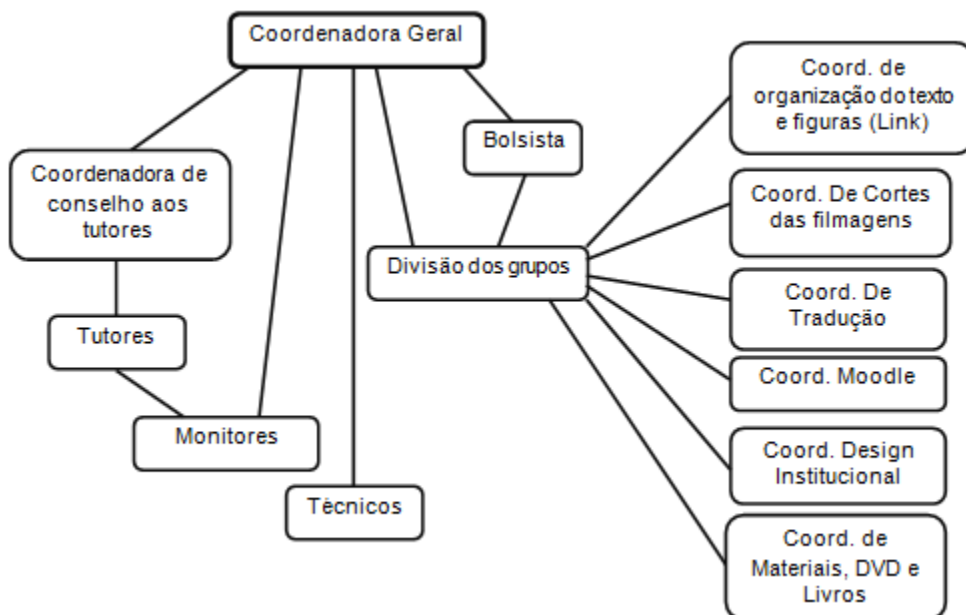 Coordenadora Geral
Bolsista
Coordenadora de
conselho aos
tutores
Divisão dos grupos
Tutores
Monitores
Técnicos
Coord. de
organização do texto
e figuras (Link)
Coord. De Cortes
das filmagens
Coord. De
Tradução
Coord. Moodle
Coord. Design
Institucional
Coord. de
Materiais, DVD e
Livros